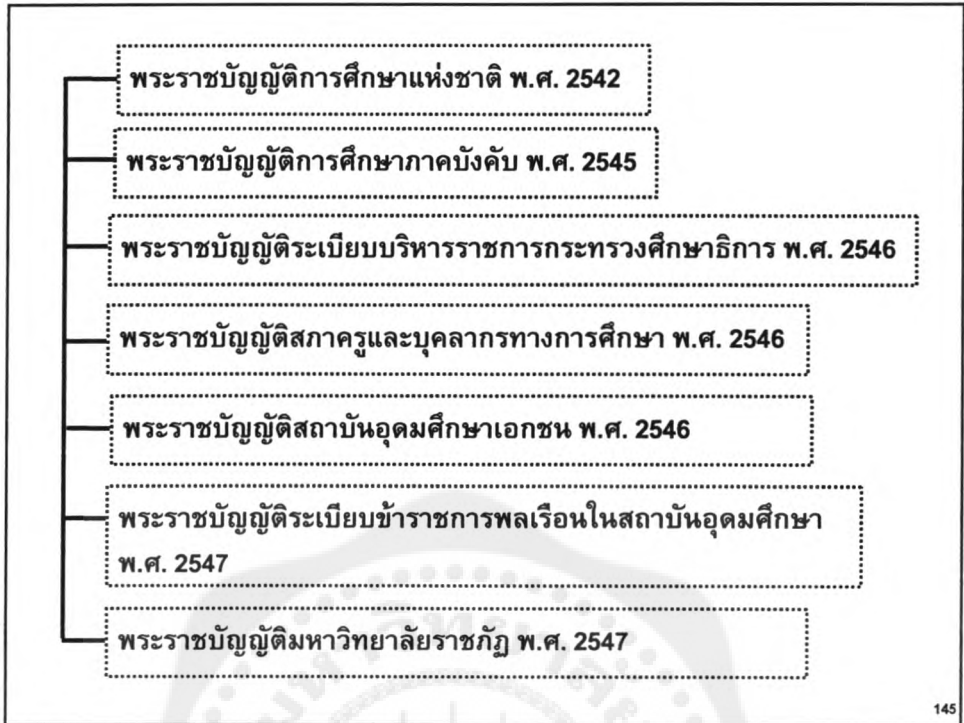 พระราชบัญญัติการศึกษาแห่งชาติ พ.ศ. 2542
พระราชบัญญัติการศึกษาภาคบังคับ พ.ศ. 2545
พระราชบัญญัติระเบียบบริหารราชการกระทรวงศึกษาธิการ พ.ศ. 2546
พระราชบัญญัติสภาครูและบุคลากรทางการศึกษา พ.ศ. 2546
พระราชบัญญัติสถาบันอุดมศึกษาเอกชน พ.ศ. 2546
พระราชบัญญัติระเบียบข้าราชการพลเรือนในสถาบันอุดมศึกษา
พ.ศ. 2547
พระราชบัญญัติมหาวิทยาลัยราชภัฏ พ.ศ. 2547
145